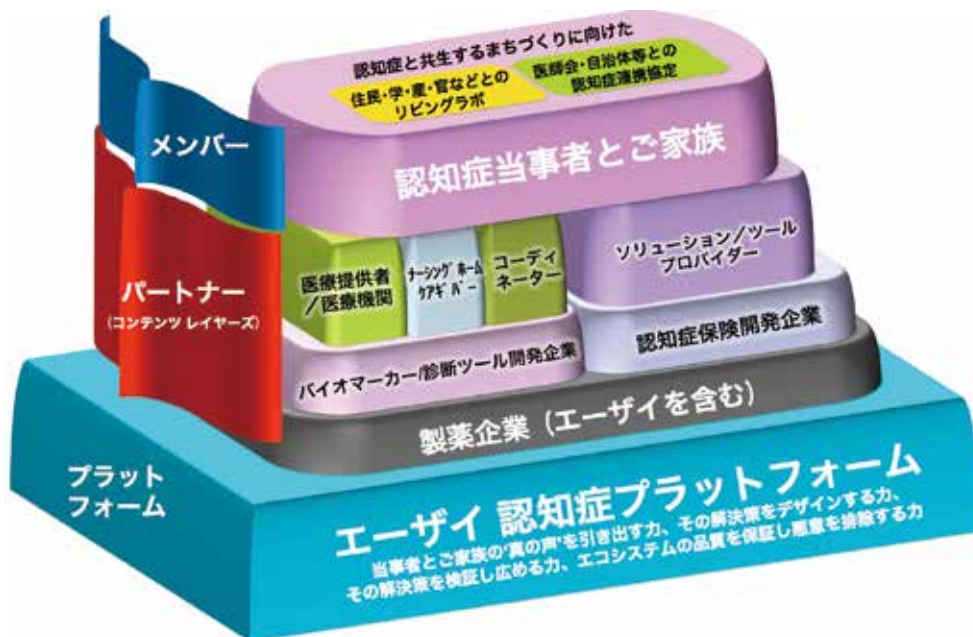 認知症と共生するまちづくりに向けた
住民・学・産・官などとの
リビングラボ
医師会・自治体等との
認知症連携協定
認知症当事者とご家族
メンバー
医療提供者
／医療機関
ナーシング ホーム
ケアギバー
コーディ
ネーター
ソリューション／ツール
プロバイダー
パートナー
(コンテンツ レイヤーズ)
バイオマーカー/診断ツール開発企業
認知症保険開発企業
製薬企業（エーザイを含む）
プラット
フォーム
エーザイ 認知症プラットフォーム
当事者とご家族の"真の声"を引き出す力、その解決策をデザインする力、
その解決策を検証し広める力、エコシステムの品質を保証し悪意を排除する力